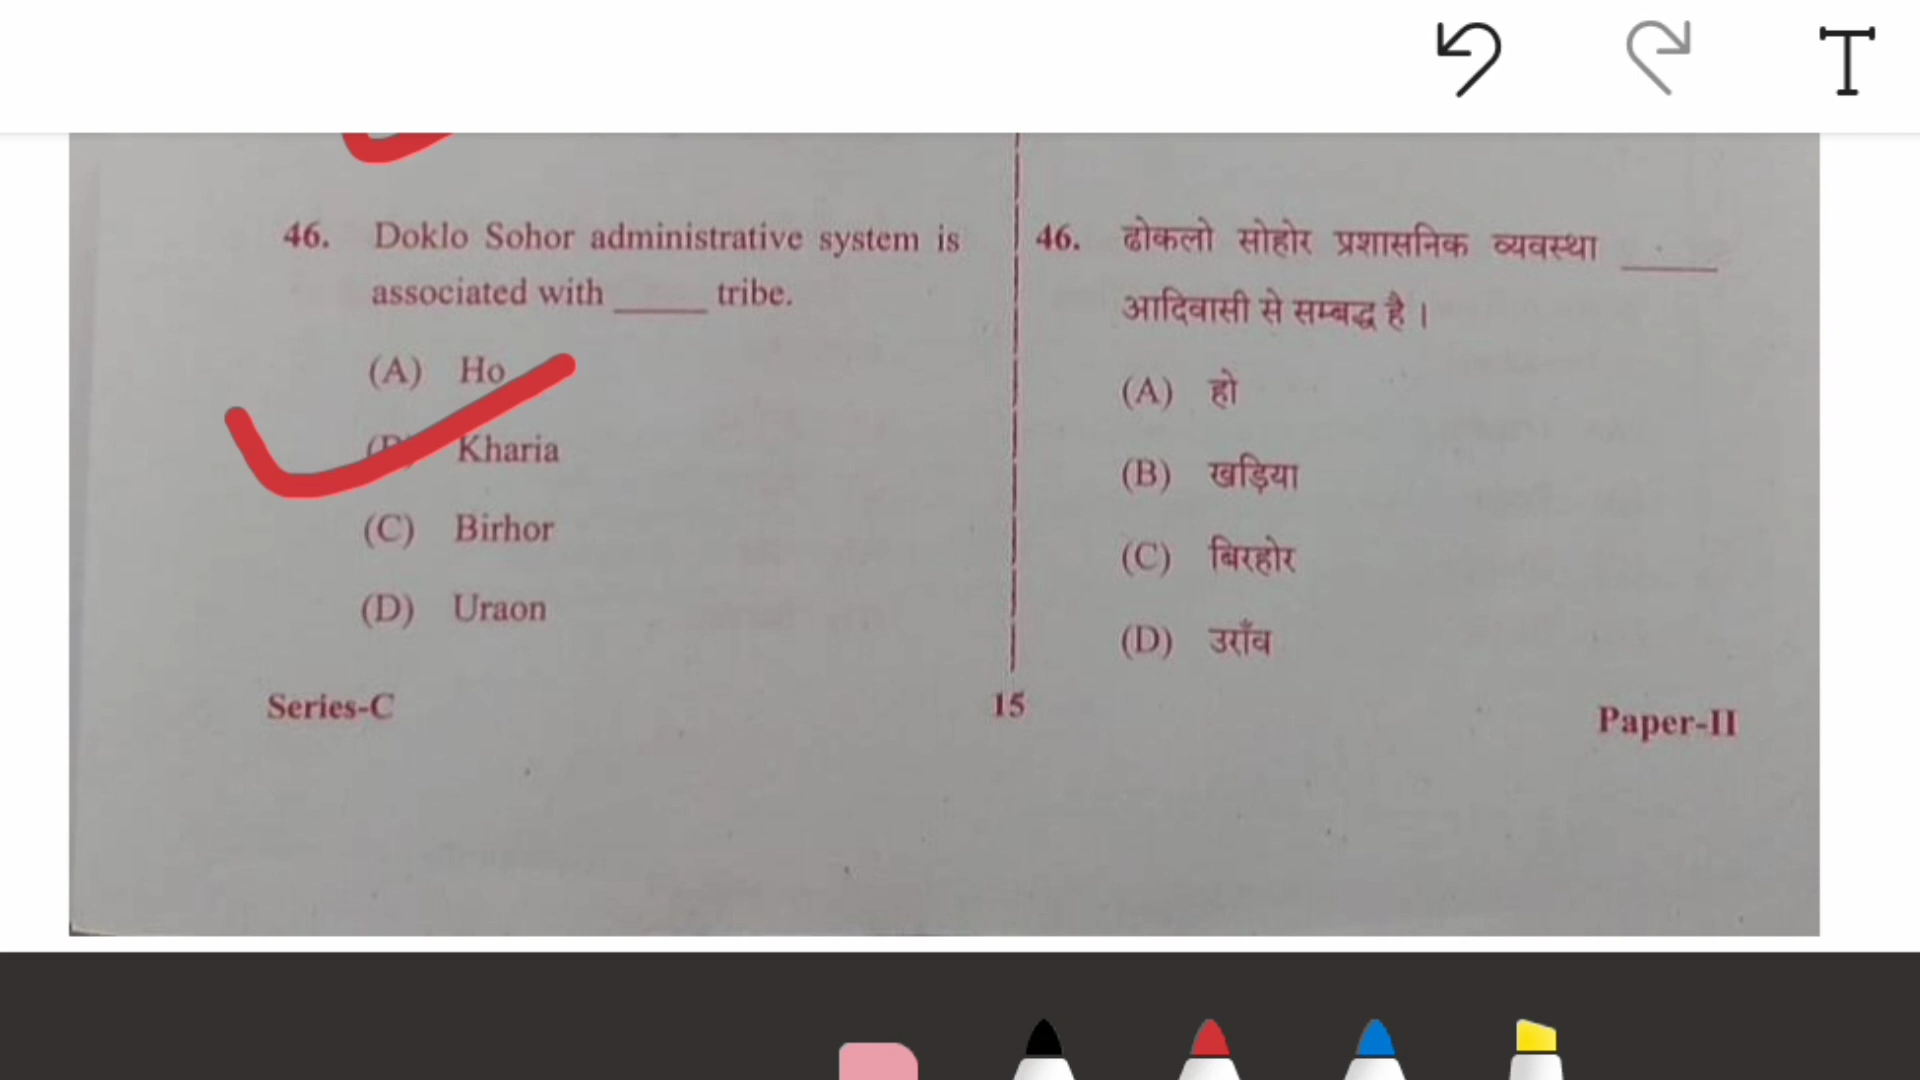 46. Doklo Sohor administrative system is
associated with _____ tribe.
(A) Ho
(B) Kharia
(C) Birhor
(D) Uraon
Series-C
46. ढोकलो सोहोर प्रशासनिक व्यवस्था _____
आदिवासी से सम्बद्ध है ।
(A) हो
(B) खड़िया
(C) बिरहोर
(D) उराँव
15
Paper-II